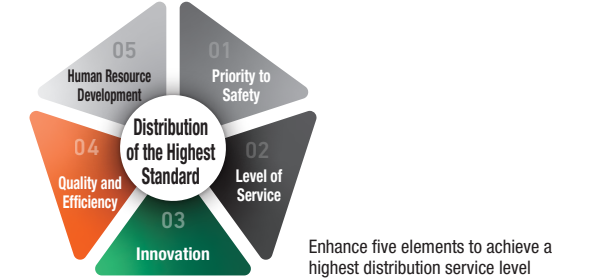 01
Priority to
Safety
02
Level of
Service
03
Innovation
04
Quality and
Efficiency
05
Human Resource
Development
Distribution
of the Highest
Standard
Enhance five elements to achieve a
highest distribution service level